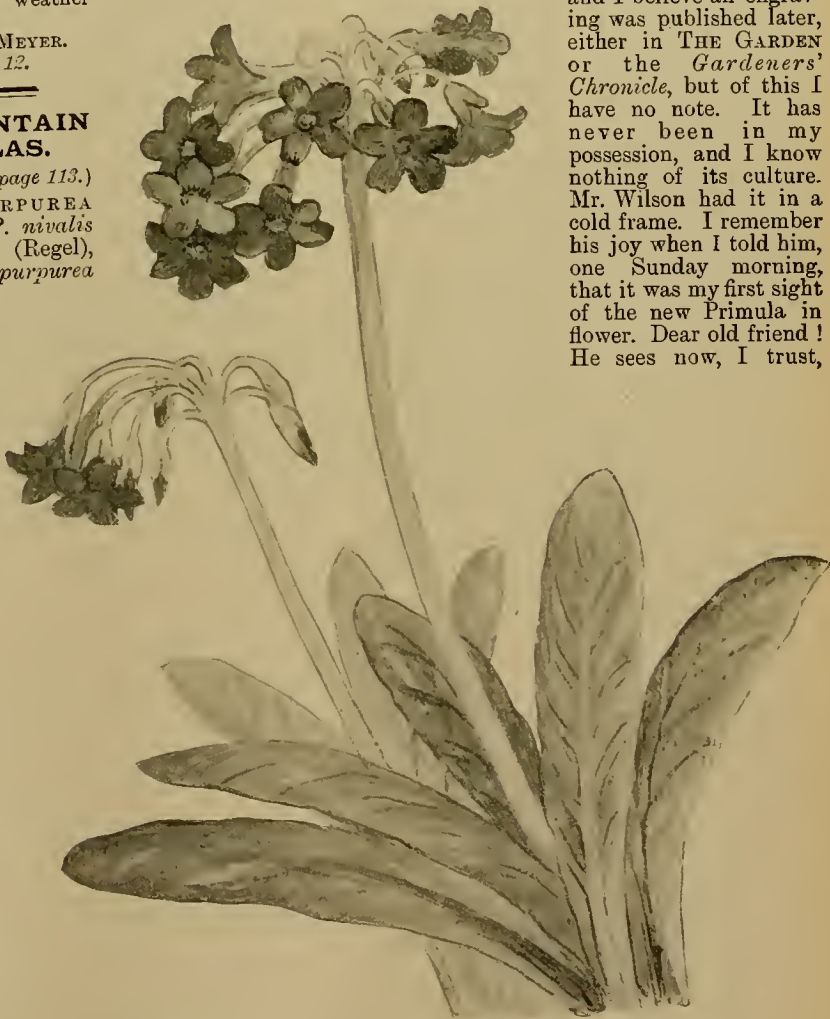 weather
MEYER.
12.
NTAIN
AS.
page 113.)
RPUREA
P. nivalis
(Regel),
purpurea
and I believe an engrav-
ing was published later,
either in THE GARDEN
or the Gardeners'
Chronicle, but of this I
have no note. It has
never been in my
possession, and I know
nothing of its culture.
Mr. Wilson had it in a
cold frame. I remember
his joy when I told him,
one Sunday morning,
that it was my first sight
of the new Primula in
flower. Dear old friend!
He sees now, I trust,